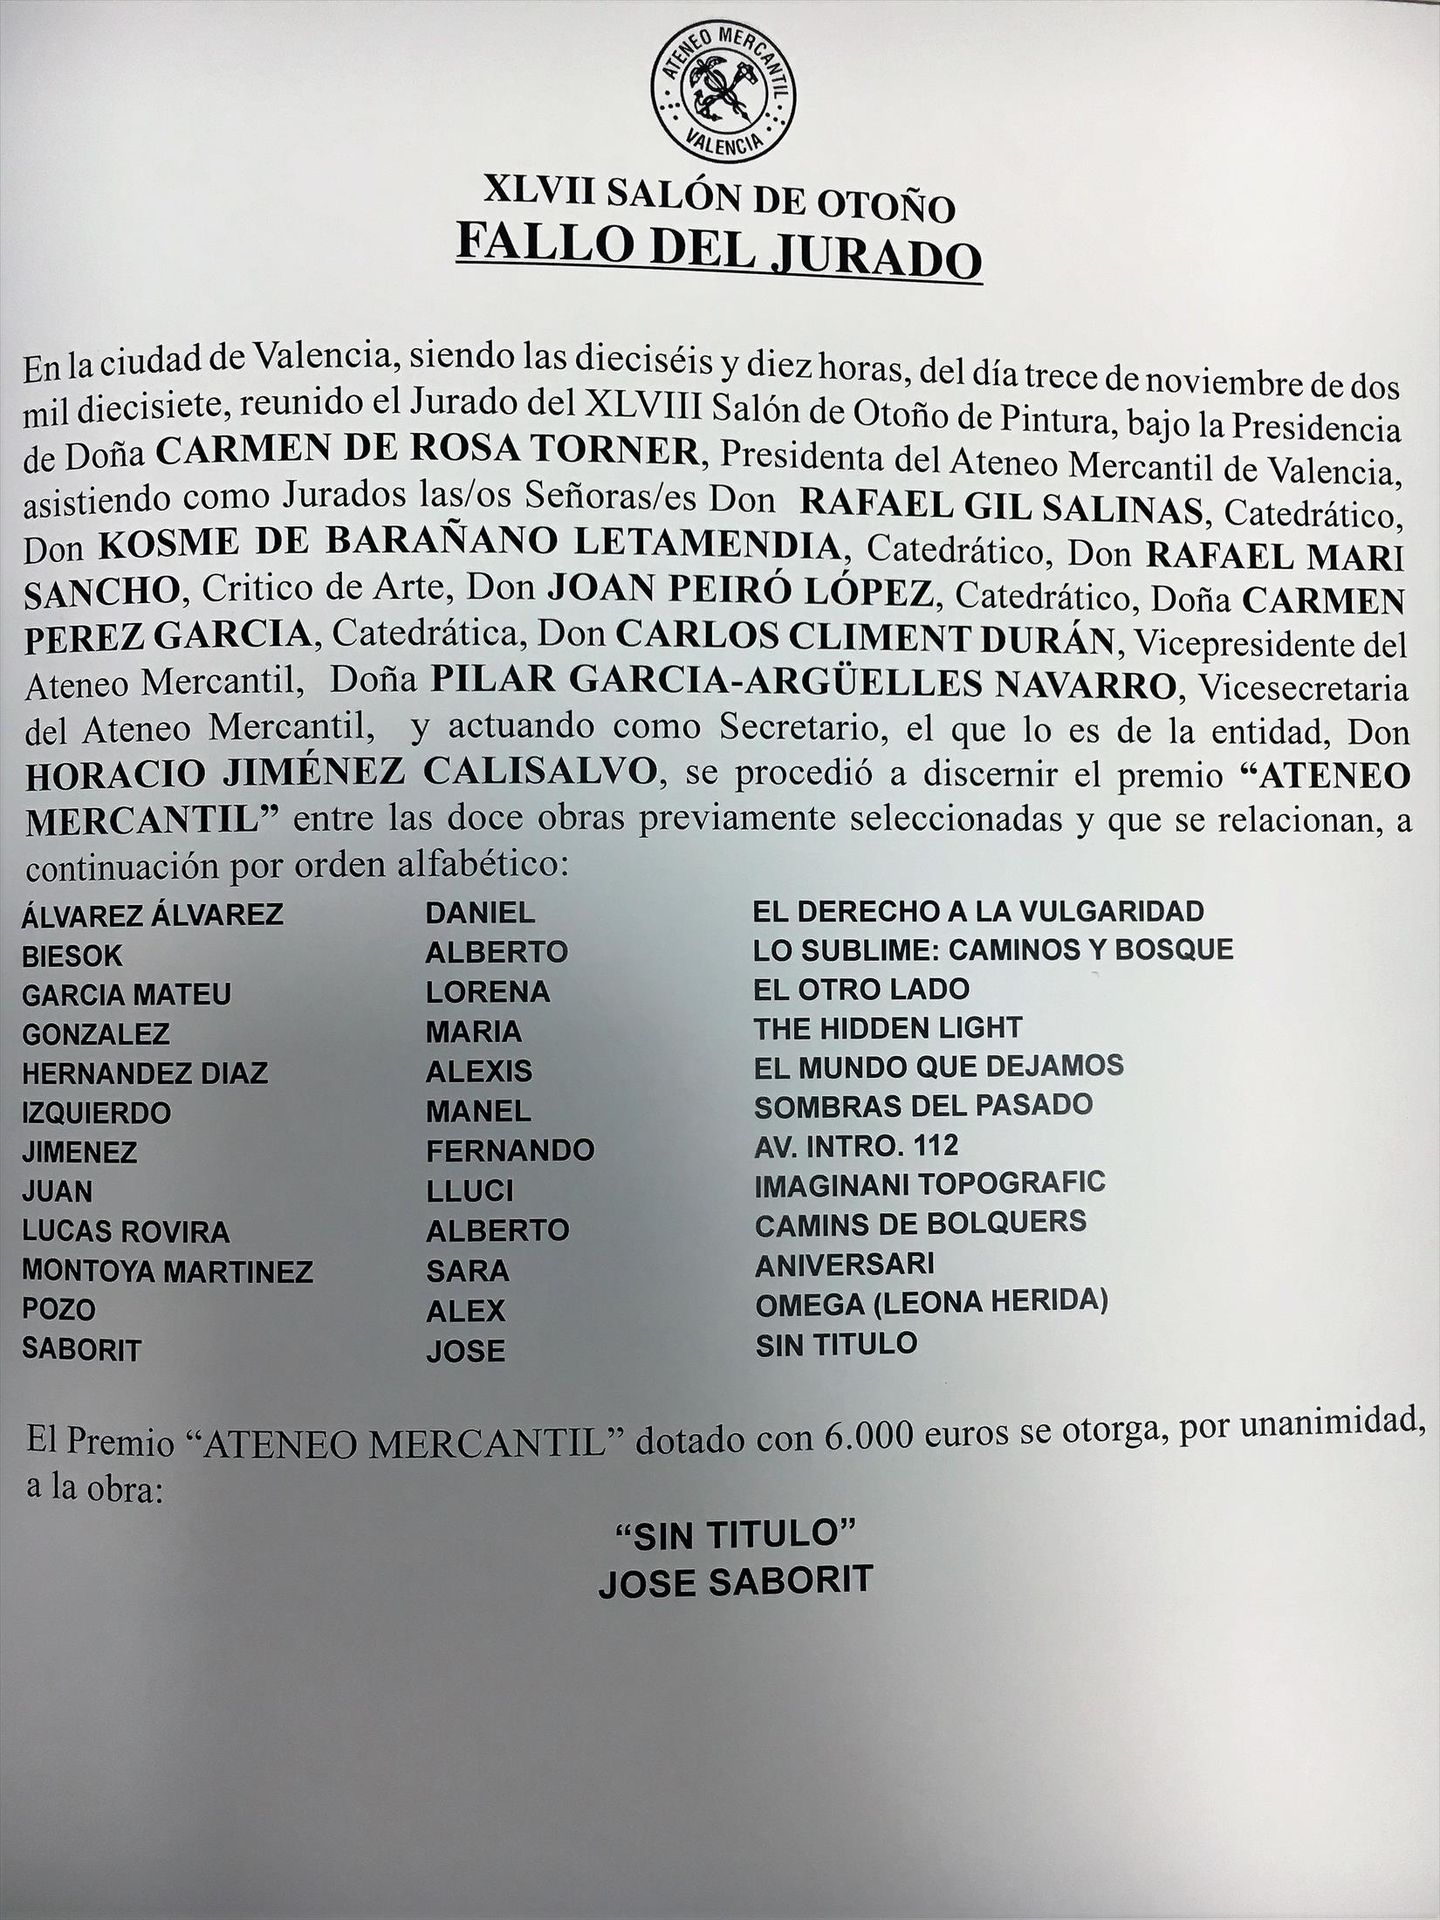 ATENEO MERCANTIL
VALENCIA
XLVII SALÓN DE OTOÑO
FALLO DEL JURADO
En la ciudad de Valencia, siendo las dieciséis y diez horas, del día trece de noviembre de dos
mil diecisiete, reunido el Jurado del XLVIII Salón de Otoño de Pintura, bajo la Presidencia
de Doña CARMEN DE ROSA TORNER, Presidenta del Ateneo Mercantil de Valencia,
asistiendo como Jurados las/os Señoras/es Don RAFAEL GIL SALINAS, Catedrático,
Don KOSME DE BARAÑANO LETAMENDIA, Catedrático, Don RAFAEL MARI
SANCHO, Critico de Arte, Don JOAN PEIRÓ LÓPEZ, Catedrático, Doña CARMEN
PEREZ GARCIA, Catedrática, Don CARLOS CLIMENT DURÁN, Vicepresidente del
Ateneo Mercantil, Doña PILAR GARCIA-ARGÜELLES NAVARRO, Vicesecretaria
del Ateneo Mercantil, y actuando como Secretario, el que lo es de la entidad, Don
HORACIO JIMÉNEZ CALISALVO, se procedió a discernir el premio “ATENEO
MERCANTIL” entre las doce obras previamente seleccionadas y que se relacionan, a
continuación por orden alfabético:
ÁLVAREZ ÁLVAREZ DANIEL EL DERECHO A LA VULGARIDAD
BIESOK ALBERTO LO SUBLIME: CAMINOS Y BOSQUE
GARCIA MATEU LORENA EL OTRO LADO
GONZALEZ MARIA THE HIDDEN LIGHT
HERNANDEZ DIAZ ALEXIS EL MUNDO QUE DEJAMOS
IZQUIERDO MANEL SOMBRAS DEL PASADO
JIMENEZ FERNANDO AV. INTRO. 112
JUAN LLUCI IMAGINANI TOPOGRAFIC
LUCAS ROVIRA ALBERTO CAMINS DE BOLQUERS
MONTOYA MARTINEZ SARA ANIVERSARI
POZO ALEX OMEGA (LEONA HERIDA)
SABORIT JOSE SIN TITULO
El Premio “ATENEO MERCANTIL” dotado con 6.000 euros se otorga, por unanimidad,
a la obra:
“SIN TITULO”
JOSE SABORIT